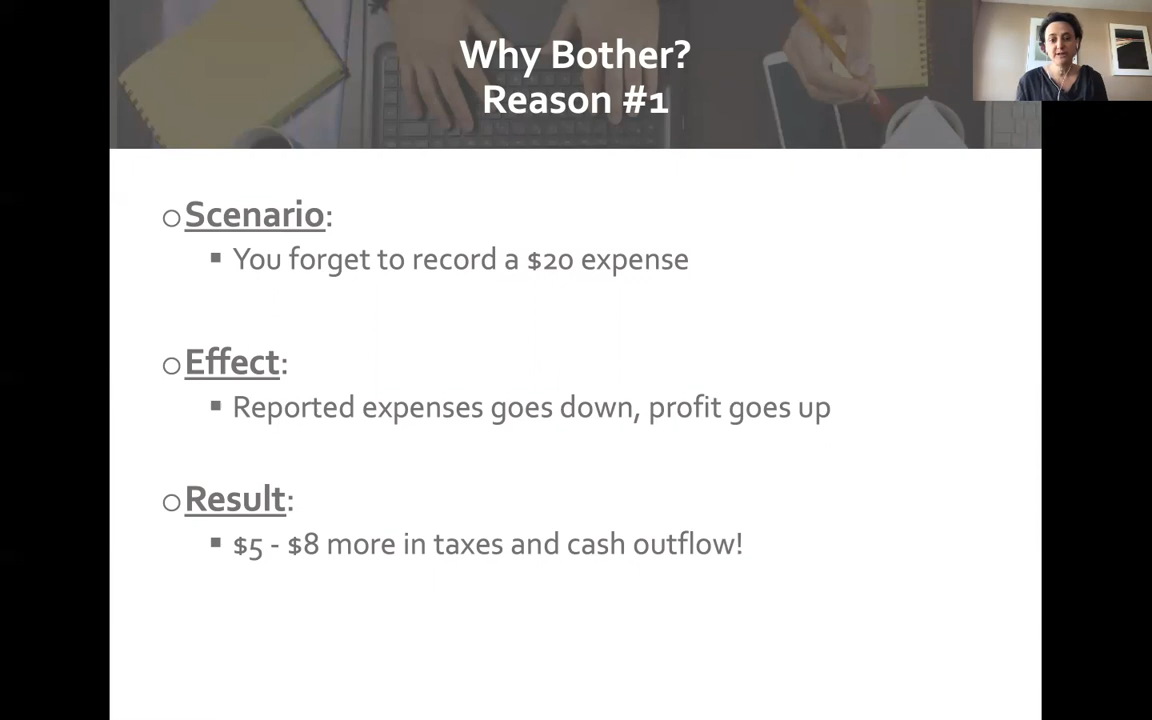 Why Bother?
Reason #1
Scenario:
You forget to record a $20 expense
Effect:
Reported expenses goes down, profit goes up
Result:
$5 - $8 more in taxes and cash outflow!